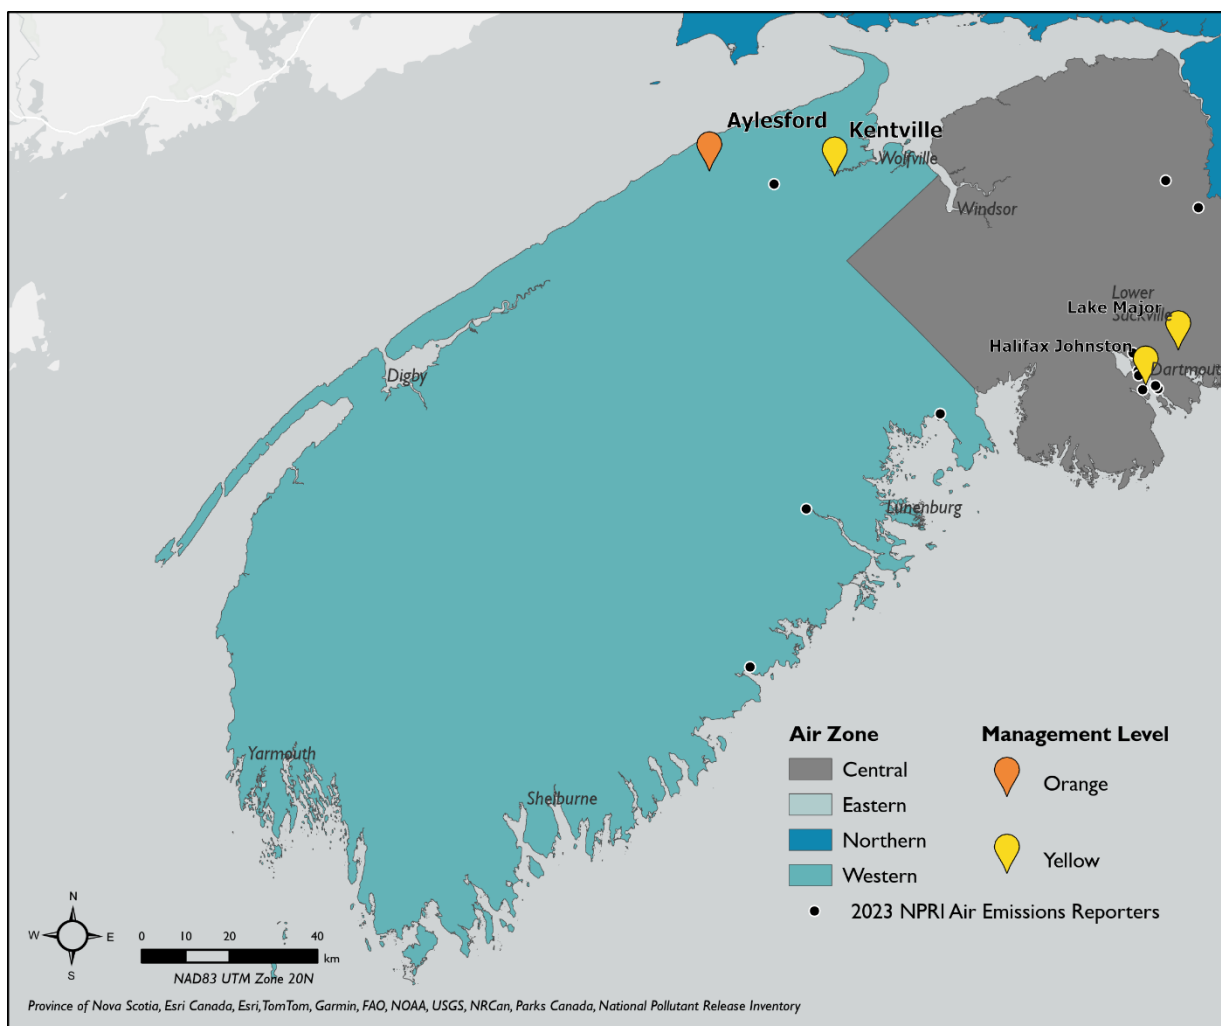 Aylesford
Kentville
Wolfville
Windsor
Lower
Sackville
Lake Major
Halifax Johnston
Dartmout
Digby
Lunenburg
Yarmouth
Shelburne
Air Zone
Central
Eastern
Northern
Western
Management Level
Orange
Yellow
2023 NPRI Air Emissions Reporters
N
W
E
S
0 10 20 40
km
NAD83 UTM Zone 20N
Province of Nova Scotia, Esri Canada, Esri, TomTom, Garmin, FAO, NOAA, USGS, NRCan, Parks Canada, National Pollutant Release Inventory